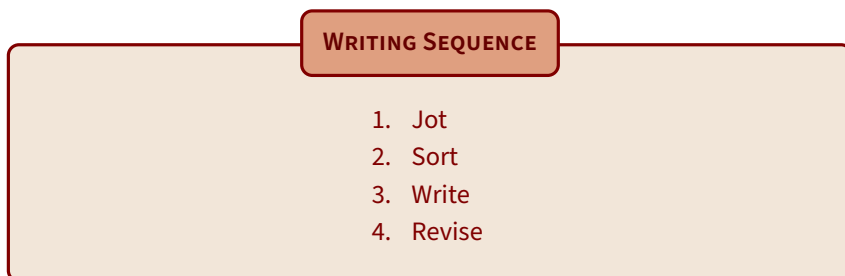 Writing Sequence
1. Jot
2. Sort
3. Write
4. Revise